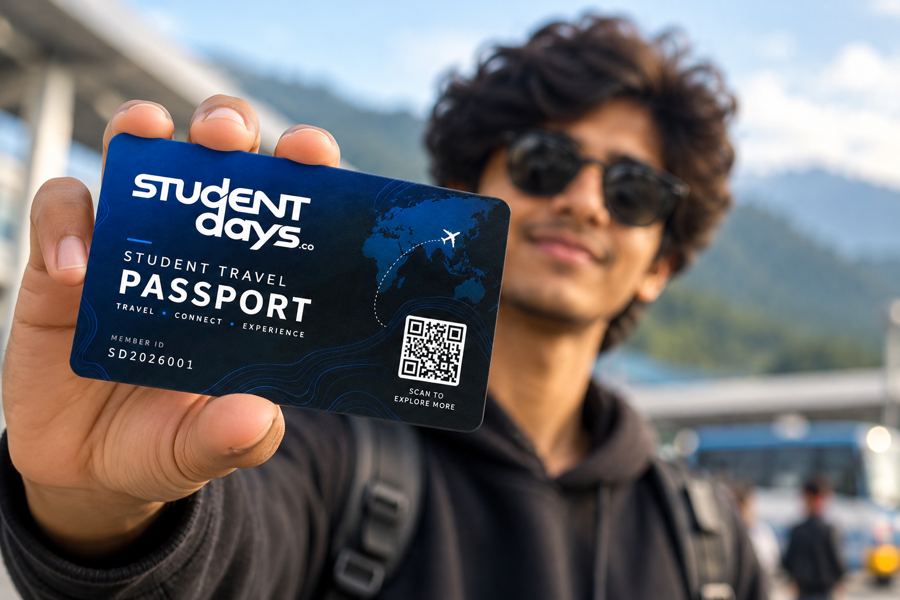 STUdENT
days.co
STUDENT TRAVEL
PASSPORT
TRAVEL • CONNECT • EXPERIENCE
MEMBER ID
SD2026001
SCAN TO
EXPLORE MORE